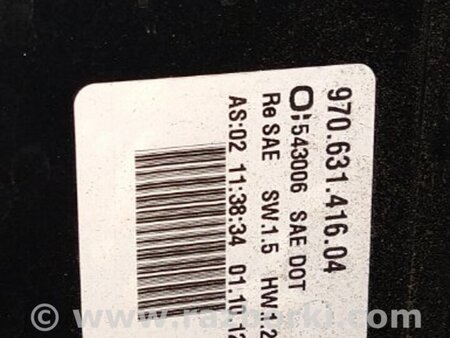 970.631.416.04
543006 SAE DOT
Re SAE SW.1.5 HW1.2
AS:02 11:38:34 01.10.12
© www.razborki.com